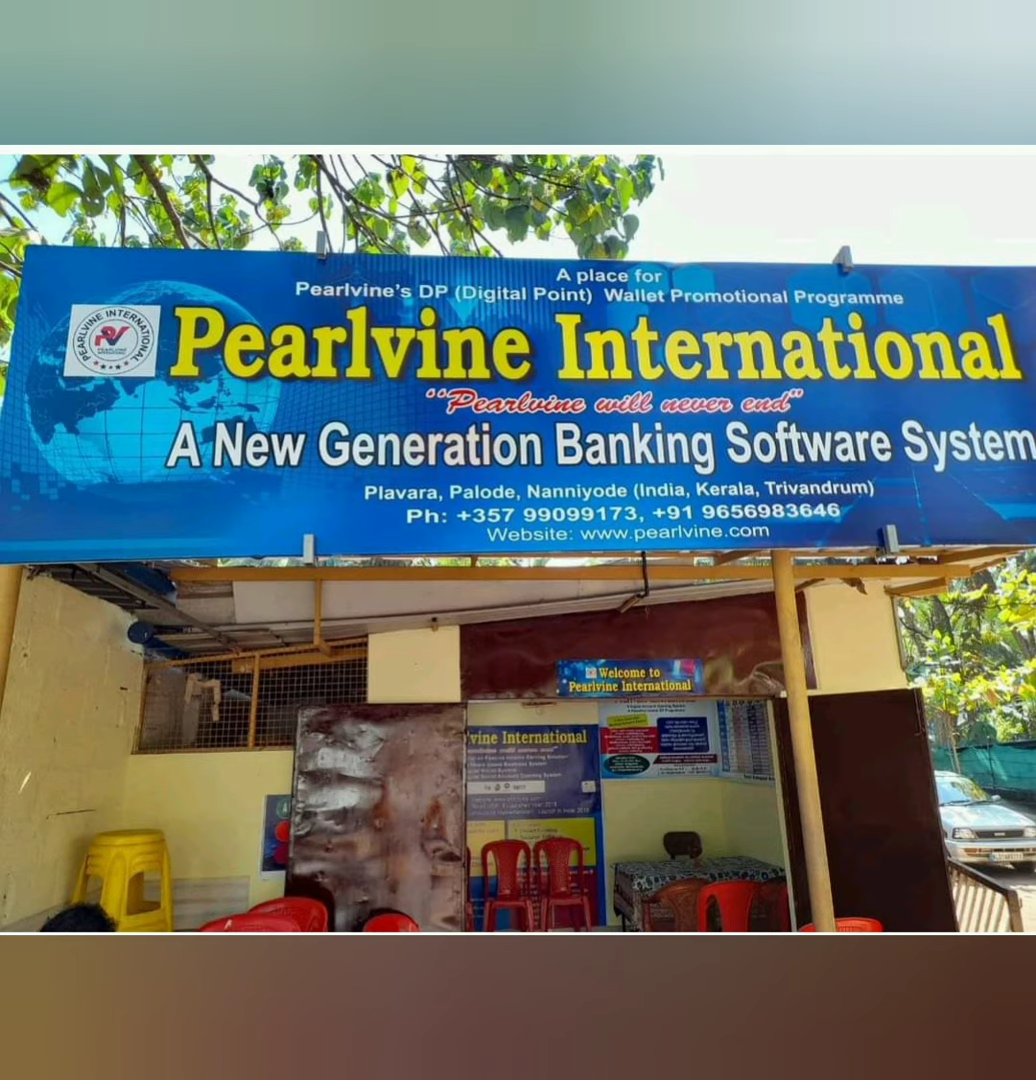 A place for
Pearlvine's DP (Digital Point) Wallet Promotional Programme
PEARLVINE INTERNATIONAL
PV
Pearlvine International
“Pearlvine will never end”
A New Generation Banking Software System
Plavara, Palode, Nanniyode (India, Kerala, Trivandrum)
Ph: +357 99099173, +91 9656983646
Website: www.pearlvine.com
Welcome to
Pearlvine International
vine International